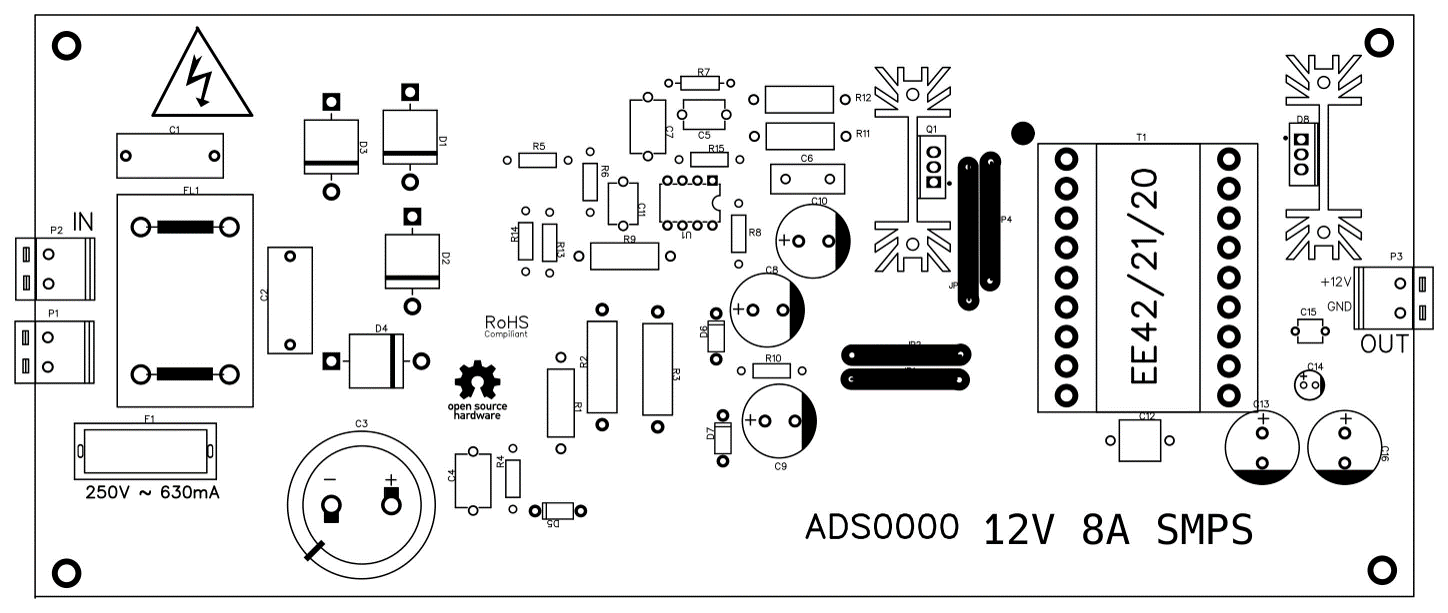 R7
C1
C7
C5
R12
R11
Q1
D8
T1
D3
D1
R5
R15
C6
R6
FL1
C11
C10
P4
EE42/21/20
IN
P2
U1
R8
R14
R13
R9
D2
P3
+12V
GND
C8
C2
JP
P1
C15
OUT
RoHS
Compiliant
D4
D6
R2
R3
R10
C14
open source
hardware
R1
C13
F1
C3
C12
D7
C16
C9
C4
R4
250V ~ 630mA
D5
ADS0000 12V 8A SMPS